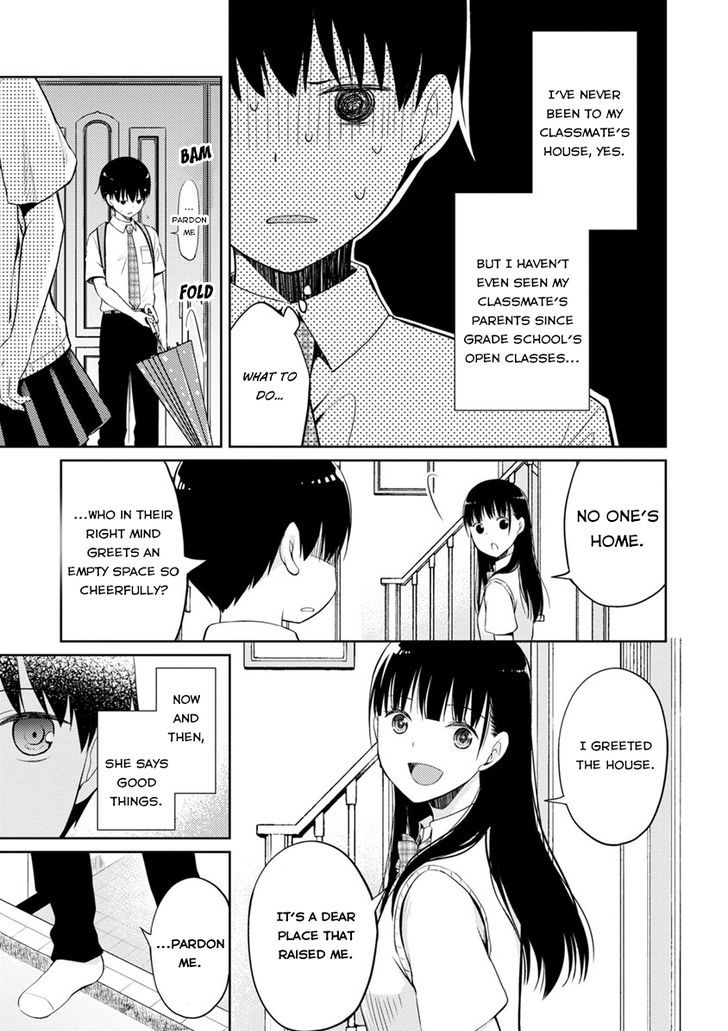 I'VE NEVER
BEEN TO MY
CLASSMATE'S
HOUSE, YES.
BUT I HAVEN'T
EVEN SEEN MY
CLASSMATE'S
PARENTS SINCE
GRADE SCHOOL'S
OPEN CLASSES...
WHAT TO
DO...
BAM
...
PARDON
ME
FOLD
NO ONE'S
HOME.
...WHO IN THEIR
RIGHT MIND
GREETS AN
EMPTY SPACE SO
CHEERFULLY?
I GREETED
THE HOUSE.
IT'S A DEAR
PLACE THAT
RAISED ME.
NOW
AND
THEN,
SHE SAYS
GOOD
THINGS.
...PARDON
ME.